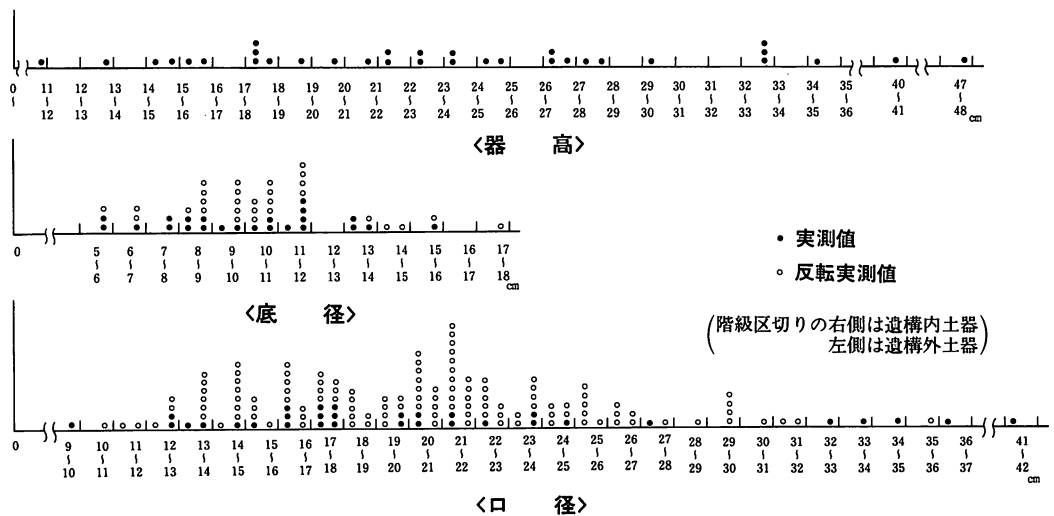 0 11 12 13 14 15 16 17 18 19 20 21 22 23 24 25 26 27 28 29 30 31 32 33 34 35 40 47
~ ~ ~ ~ ~ ~ ~ ~ ~ ~ ~ ~ ~ ~ ~ ~ ~ ~ ~ ~ ~ ~ ~ ~ ~ ~ ~ ~
12 13 14 15 16 17 18 19 20 21 22 23 24 25 26 27 28 29 30 31 32 33 34 35 36 41 48 cm
<器 高>
0 5 6 7 8 9 10 11 12 13 14 15 16 17
~ ~ ~ ~ ~ ~ ~ ~ ~ ~ ~ ~ ~
6 7 8 9 10 11 12 13 14 15 16 17 18 cm
<底 径>
• 実測値
○ 反転実測値
(階級区切りの右側は遺構内土器
左側は遺構外土器)
0 9 10 11 12 13 14 15 16 17 18 19 20 21 22 23 24 25 26 27 28 29 30 31 32 33 34 35 36 41
~ ~ ~ ~ ~ ~ ~ ~ ~ ~ ~ ~ ~ ~ ~ ~ ~ ~ ~ ~ ~ ~ ~ ~ ~ ~ ~ ~ ~
10 11 12 13 14 15 16 17 18 19 20 21 22 23 24 25 26 27 28 29 30 31 32 33 34 35 36 37 42 cm
<口 径>